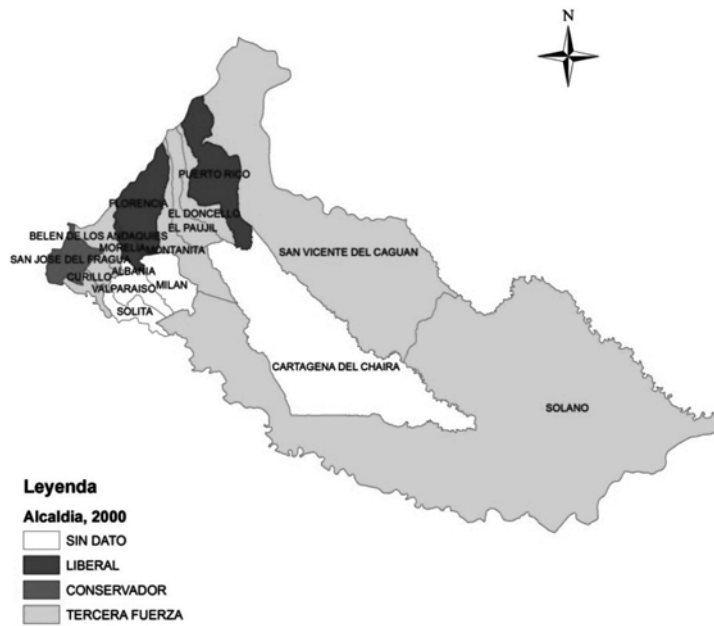 N
PUERTO RICO
FLORENCIA
EL DONCELLO
EL PAUJIL
BELEN DE LOS ANDAQUIES
MORELIA
MONTANITA
SAN VICENTE DEL CAGUAN
SAN JOSE DEL FRAGUA
ALBANIA
CURILLO
MILAN
VALPARAISO
SOLITA
CARTAGENA DEL CHAIRA
SOLANO
Leyenda
Alcaldia, 2000
SIN DATO
LIBERAL
CONSERVADOR
TERCERA FUERZA